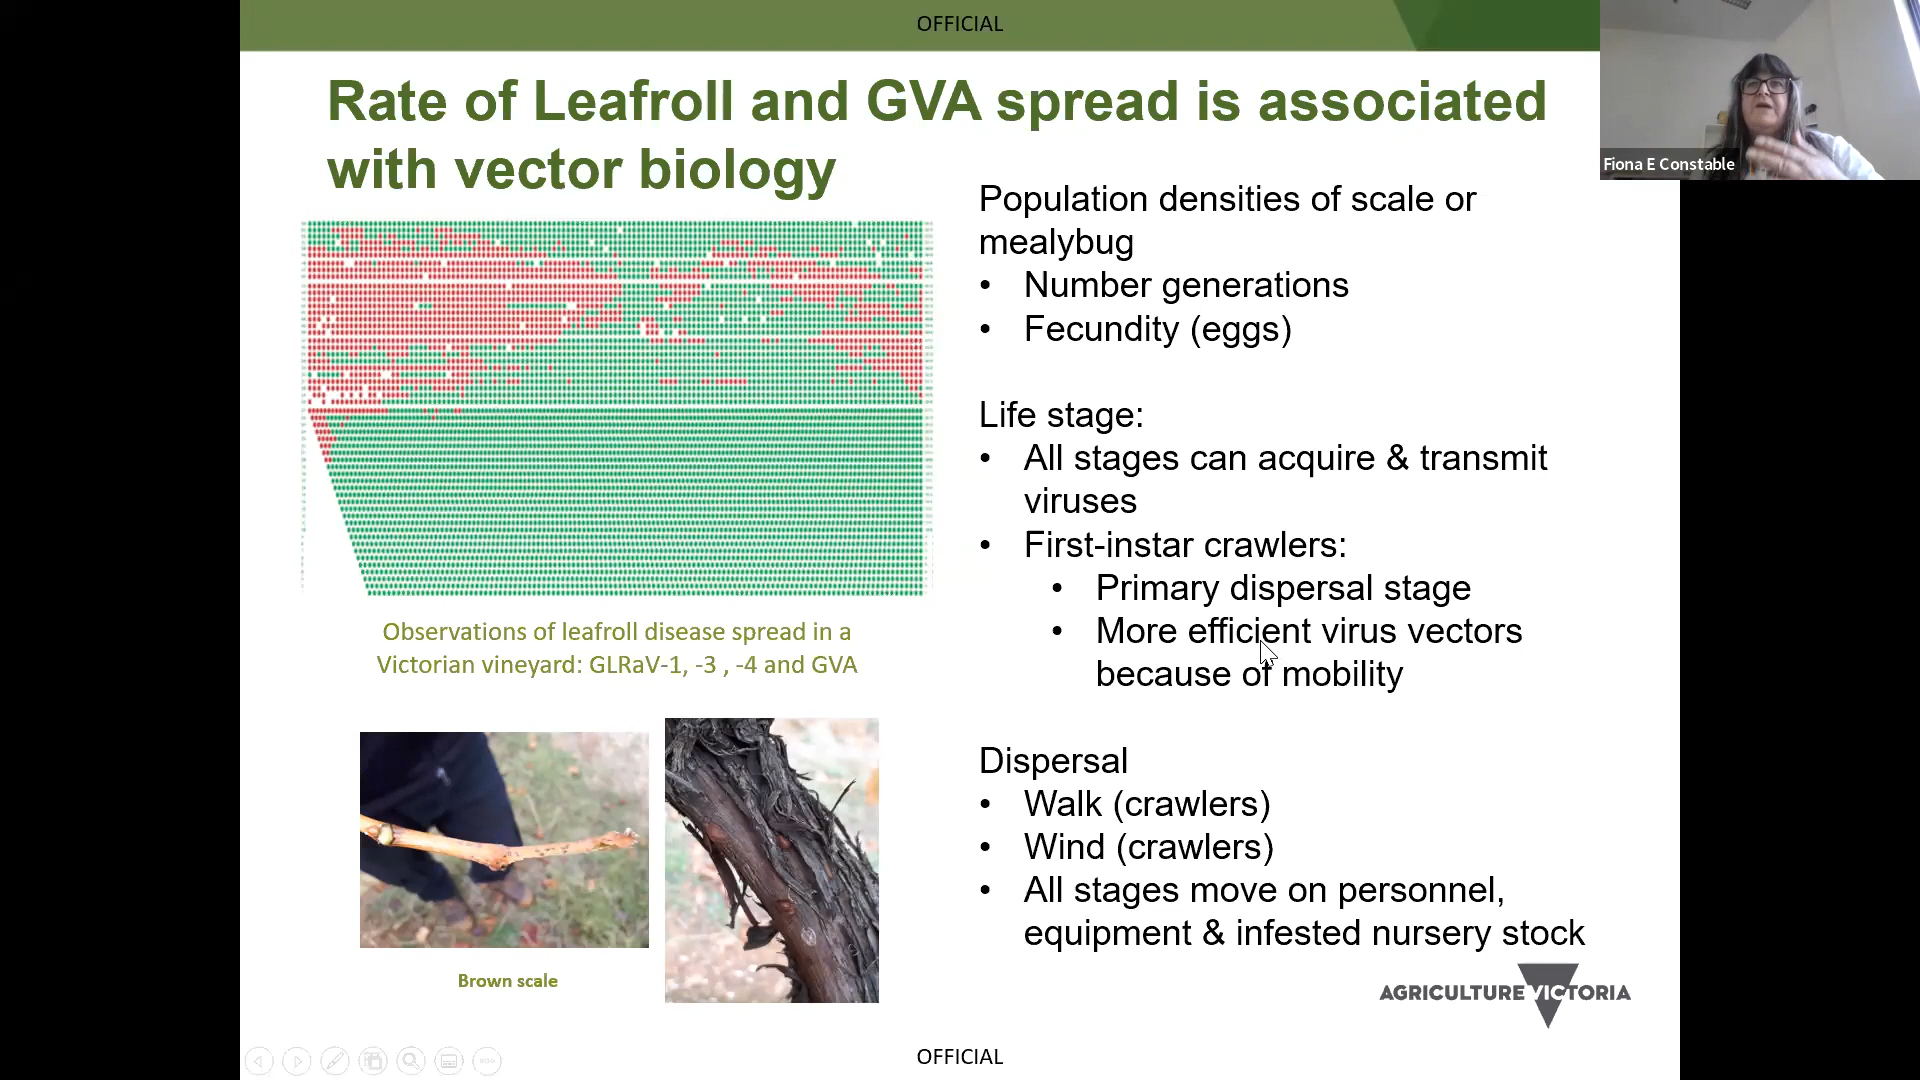 OFFICIAL
Rate of Leafroll and GVA spread is associated
with vector biology
Fiona E Constable
Population densities of scale or
mealybug
• Number generations
• Fecundity (eggs)
Life stage:
• All stages can acquire & transmit
viruses
• First-instar crawlers:
• Primary dispersal stage
• More efficient virus vectors
because of mobility
Dispersal
• Walk (crawlers)
• Wind (crawlers)
• All stages move on personnel,
equipment & infested nursery stock
Observations of leafroll disease spread in a
Victorian vineyard: GLRaV-1, -3 , -4 and GVA
Brown scale
AGRICULTURE VICTORIA
OFFICIAL